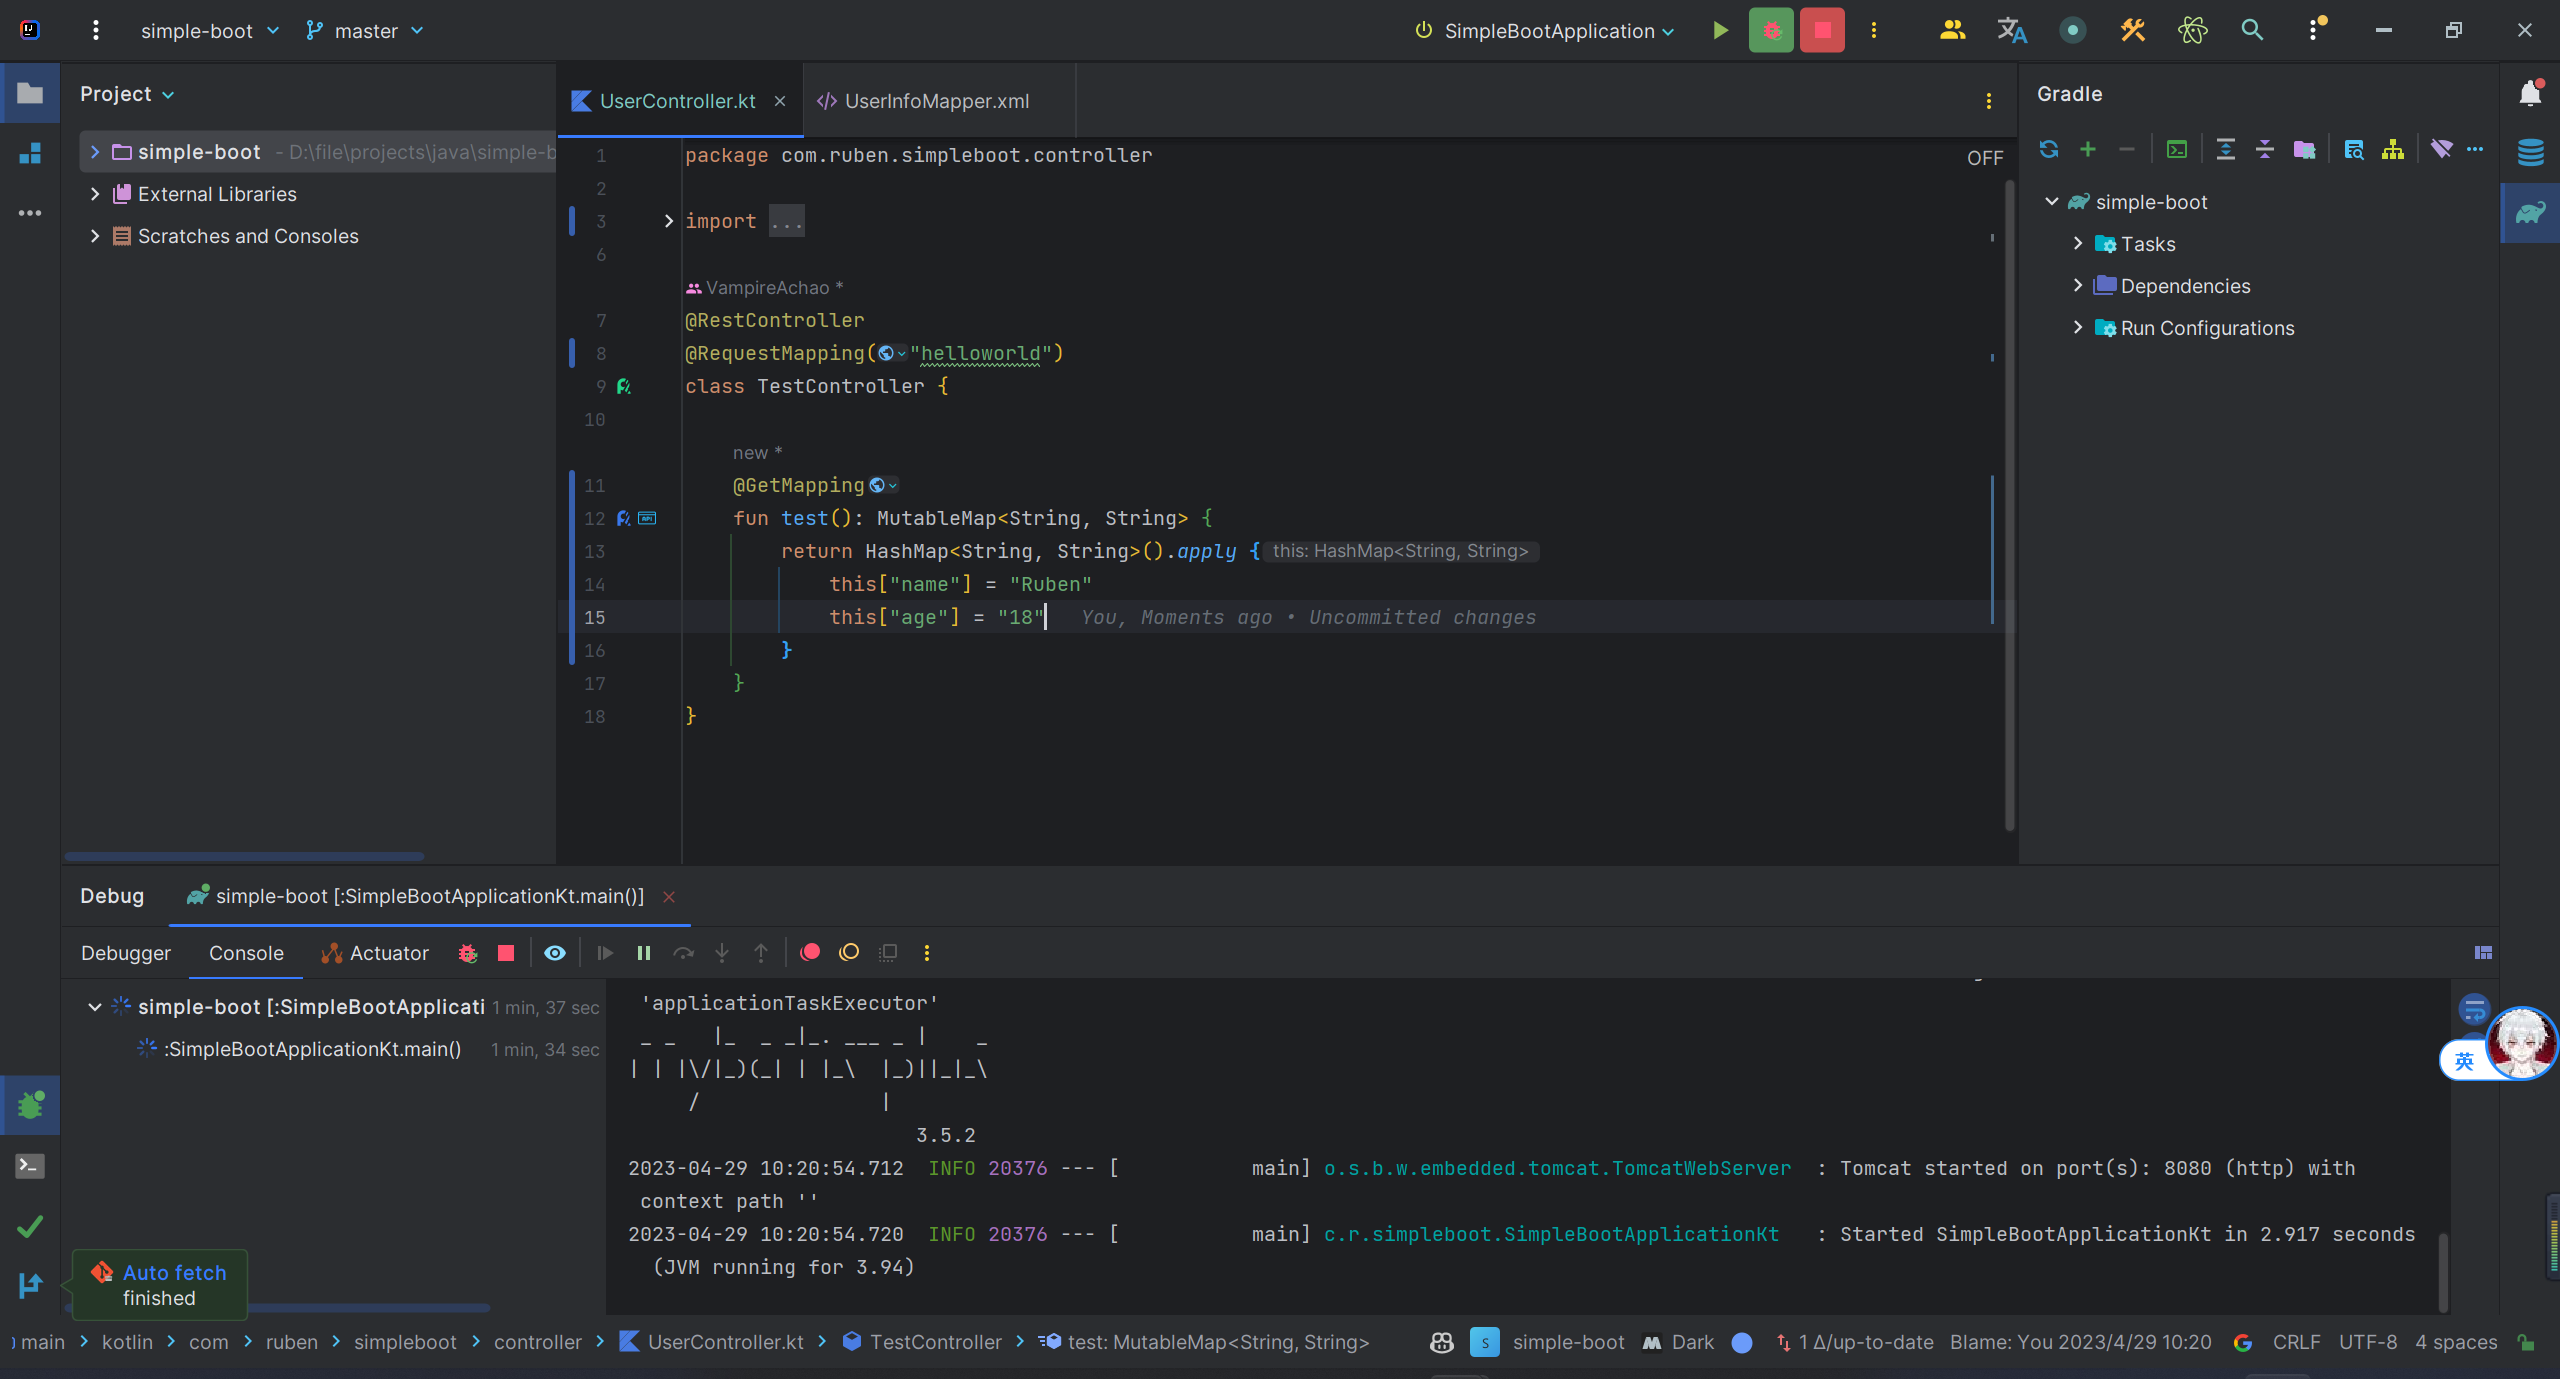 simple-boot master SimpleBootApplication
Project
simple-boot - D:\file\projects\java\simple-b
External Libraries
Scratches and Consoles
UserController.kt UserInfoMapper.xml
OFF
1 package com.ruben.simpleboot.controller
2
3 import ...
6
VampireAchao *
7 @RestController
8 @RequestMapping("helloworld")
9 class TestController {
10
new *
11 @GetMapping
12 fun test(): MutableMap<String, String> {
13 return HashMap<String, String>().apply { this: HashMap<String, String>
14 this["name"] = "Ruben"
15 this["age"] = "18" You, Moments ago • Uncommitted changes
16 }
17 }
18 }
Gradle
simple-boot
Tasks
Dependencies
Run Configurations
Debug simple-boot [:SimpleBootApplicationKt.main()]
Debugger Console Actuator
simple-boot [:SimpleBootApplicati 1 min, 37 sec
:SimpleBootApplicationKt.main() 1 min, 34 sec
'applicationTaskExecutor'
_ _   |_  _ _|_. ___ _ |    _
| | |\/|_)(_| | |_\  |_)||_|_\
/               |
3.5.2
2023-04-29 10:20:54.712  INFO 20376 --- [           main] o.s.b.w.embedded.tomcat.TomcatWebServer  : Tomcat started on port(s): 8080 (http) with
context path ''
2023-04-29 10:20:54.720  INFO 20376 --- [           main] c.r.simpleboot.SimpleBootApplicationKt   : Started SimpleBootApplicationKt in 2.917 seconds
(JVM running for 3.94)
英
Auto fetch
finished
main kotlin com ruben simpleboot controller UserController.kt TestController test: MutableMap<String, String> S simple-boot Dark 1 Δ/up-to-date Blame: You 2023/4/29 10:20 CRLF UTF-8 4 spaces